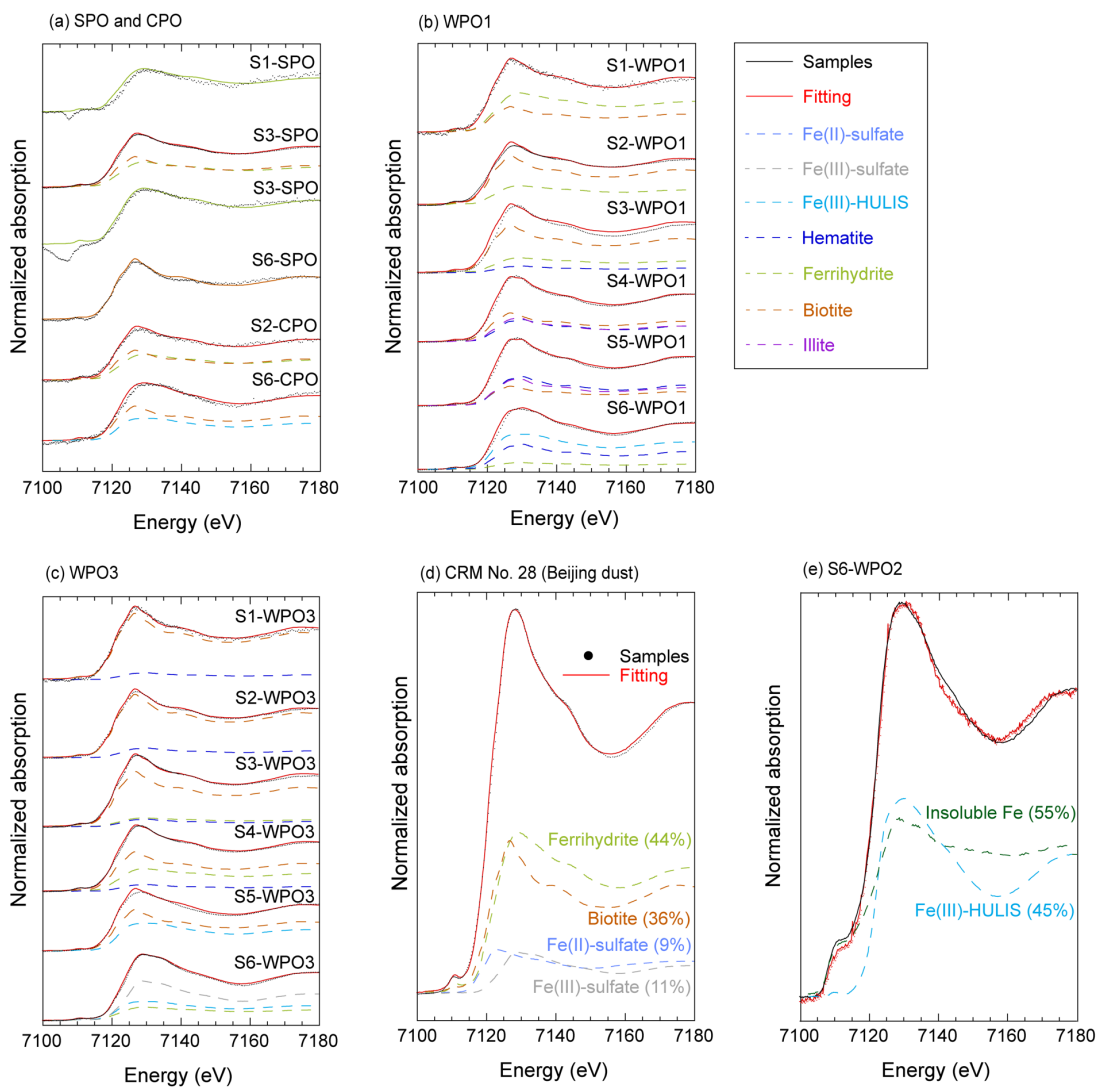 (a) SPO and CPO
S1-SPO
S3-SPO
S3-SPO
S6-SPO
S2-CPO
S6-CPO
7100 7120 7140 7160 7180
Energy (eV)
Normalized absorption
(b) WPO1
S1-WPO1
S2-WPO1
S3-WPO1
S4-WPO1
S5-WPO1
S6-WPO1
7100 7120 7140 7160 7180
Energy (eV)
Normalized absorption
Samples
Fitting
Fe(II)-sulfate
Fe(III)-sulfate
Fe(III)-HULIS
Hematite
Ferrihydrite
Biotite
Illite
(c) WPO3
S1-WPO3
S2-WPO3
S3-WPO3
S4-WPO3
S5-WPO3
S6-WPO3
7100 7120 7140 7160 7180
Energy (eV)
Normalized absorption
(d) CRM No. 28 (Beijing dust)
Samples
Fitting
Ferrihydrite (44%)
Biotite (36%)
Fe(II)-sulfate (9%)
Fe(III)-sulfate (11%)
7100 7120 7140 7160 7180
Energy (eV)
Normalized absorption
(e) S6-WPO2
Insoluble Fe (55%)
Fe(III)-HULIS (45%)
7100 7120 7140 7160 7180
Energy (eV)
Normalized absorption